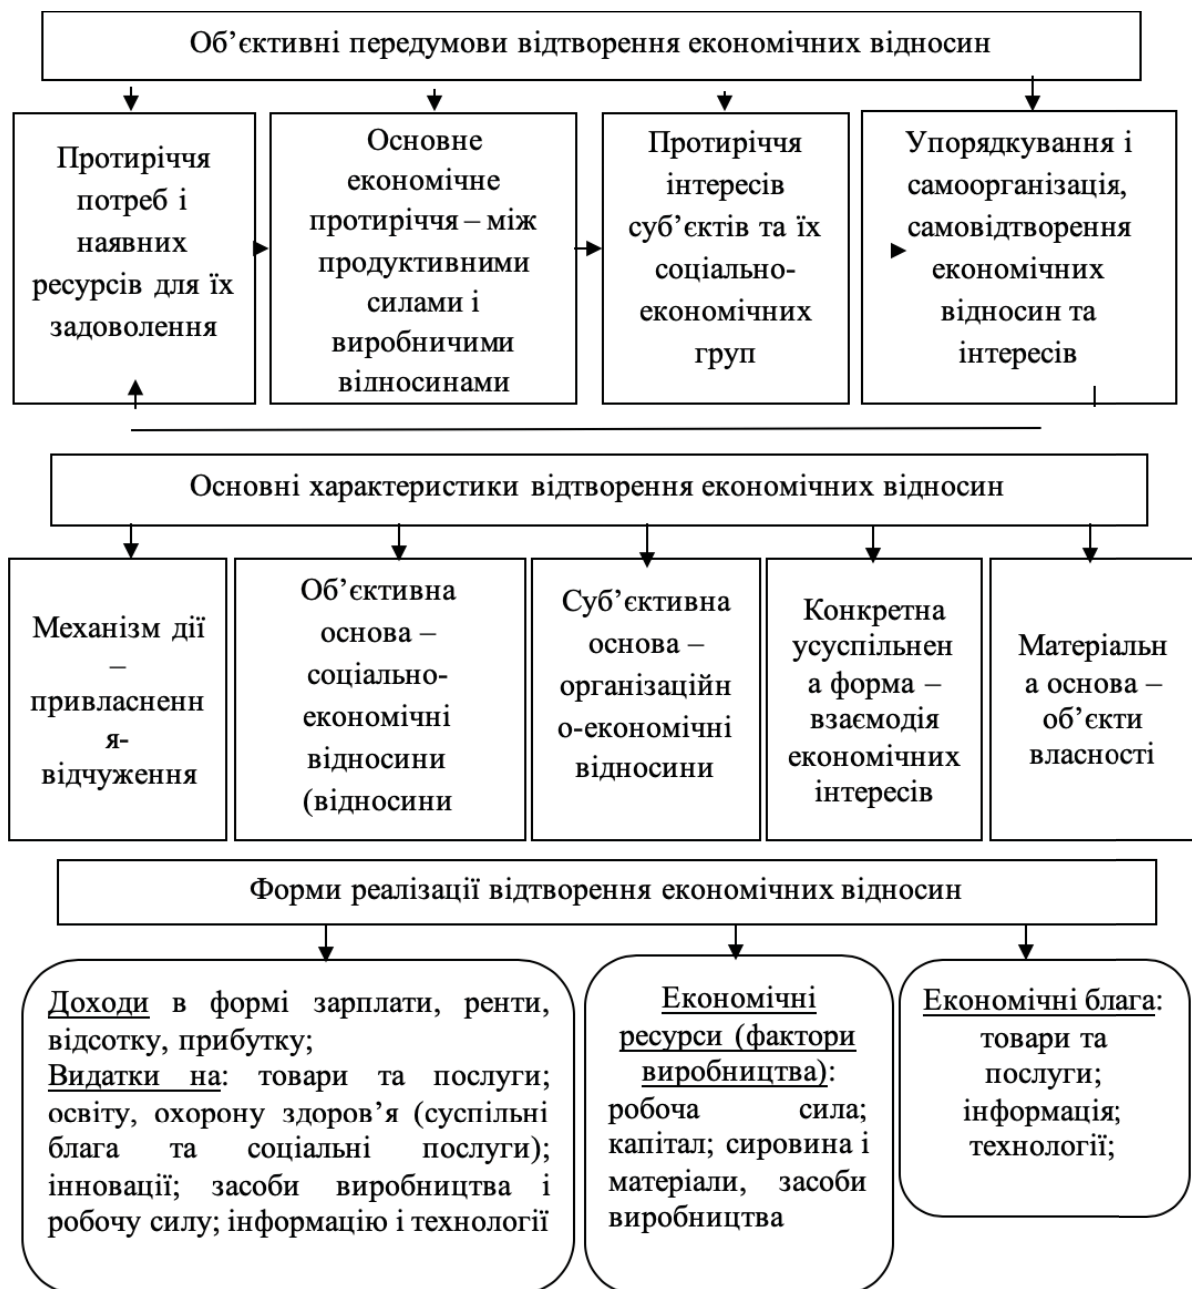 Об’єктивні передумови відтворення економічних відносин
Протиріччя
потреб і
наявних
ресурсів для їх
задоволення
Основне
економічне
протиріччя – між
продуктивними
силами і
виробничими
відносинами
Протиріччя
інтересів
суб’єктів та їх
соціально-
економічних
груп
Упорядкування і
самоорганізація,
самовідтворення
економічних
відносин та
інтересів
Основні характеристики відтворення економічних відносин
Механізм дії
–
привласненн
я-
відчуження
Об’єктивна
основа –
соціально-
економічні
відносини
(відносини
Суб’єктивна
основа –
організаційн
о-економічні
відносини
Конкретна
усуспільнен
а форма –
взаємодія
економічних
інтересів
Матеріальн
а основа –
об’єкти
власності
Форми реалізації відтворення економічних відносин
Доходи в формі зарплати, ренти,
відсотку, прибутку;
Видатки на: товари та послуги;
освіту, охорону здоров’я (суспільні
блага та соціальні послуги);
інновації; засоби виробництва і
робочу силу; інформацію і технології
Економічні
ресурси (фактори
виробництва):
робоча сила;
капітал; сировина і
матеріали, засоби
виробництва
Економічні блага:
товари та
послуги;
інформація;
технології;